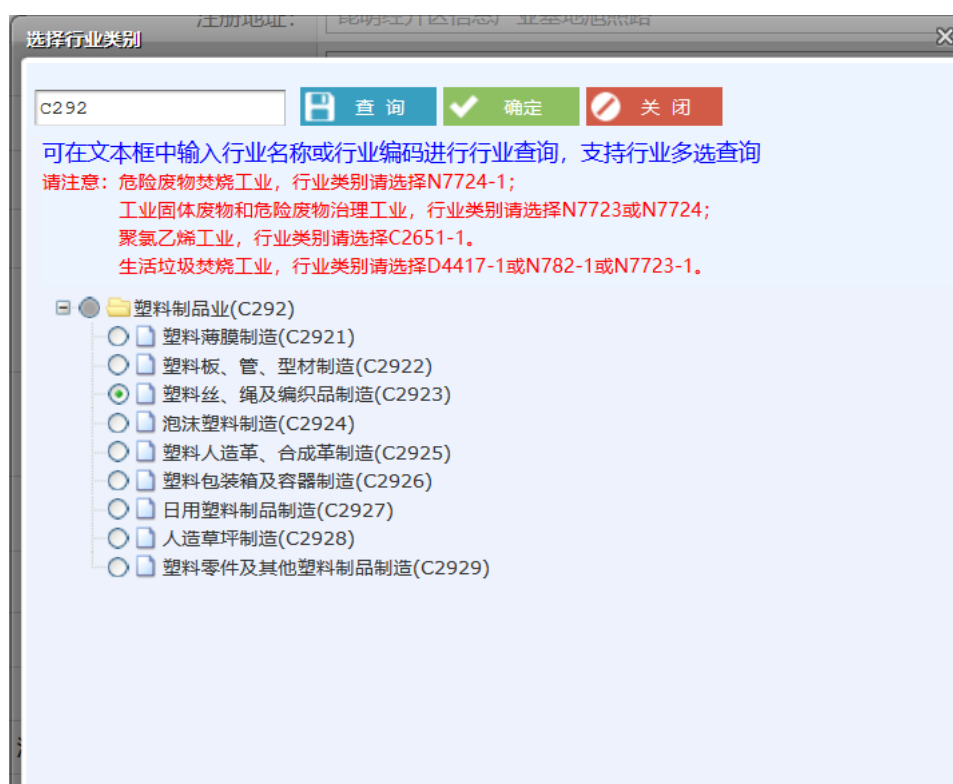 注册地址：
选择行业类别
C292
查 询
确定
关 闭
可在文本框中输入行业名称或行业编码进行行业查询，支持行业多选查询
请注意：危险废物焚烧工业，行业类别请选择N7724-1；
工业固体废物和危险废物治理工业，行业类别请选择N7723或N7724；
聚氯乙烯工业，行业类别请选择C2651-1。
生活垃圾焚烧工业，行业类别请选择D4417-1或N782-1或N7723-1。
塑料制品业(C292)
塑料薄膜制造(C2921)
塑料板、管、型材制造(C2922)
塑料丝、绳及编织品制造(C2923)
泡沫塑料制造(C2924)
塑料人造革、合成革制造(C2925)
塑料包装箱及容器制造(C2926)
日用塑料制品制造(C2927)
人造草坪制造(C2928)
塑料零件及其他塑料制品制造(C2929)